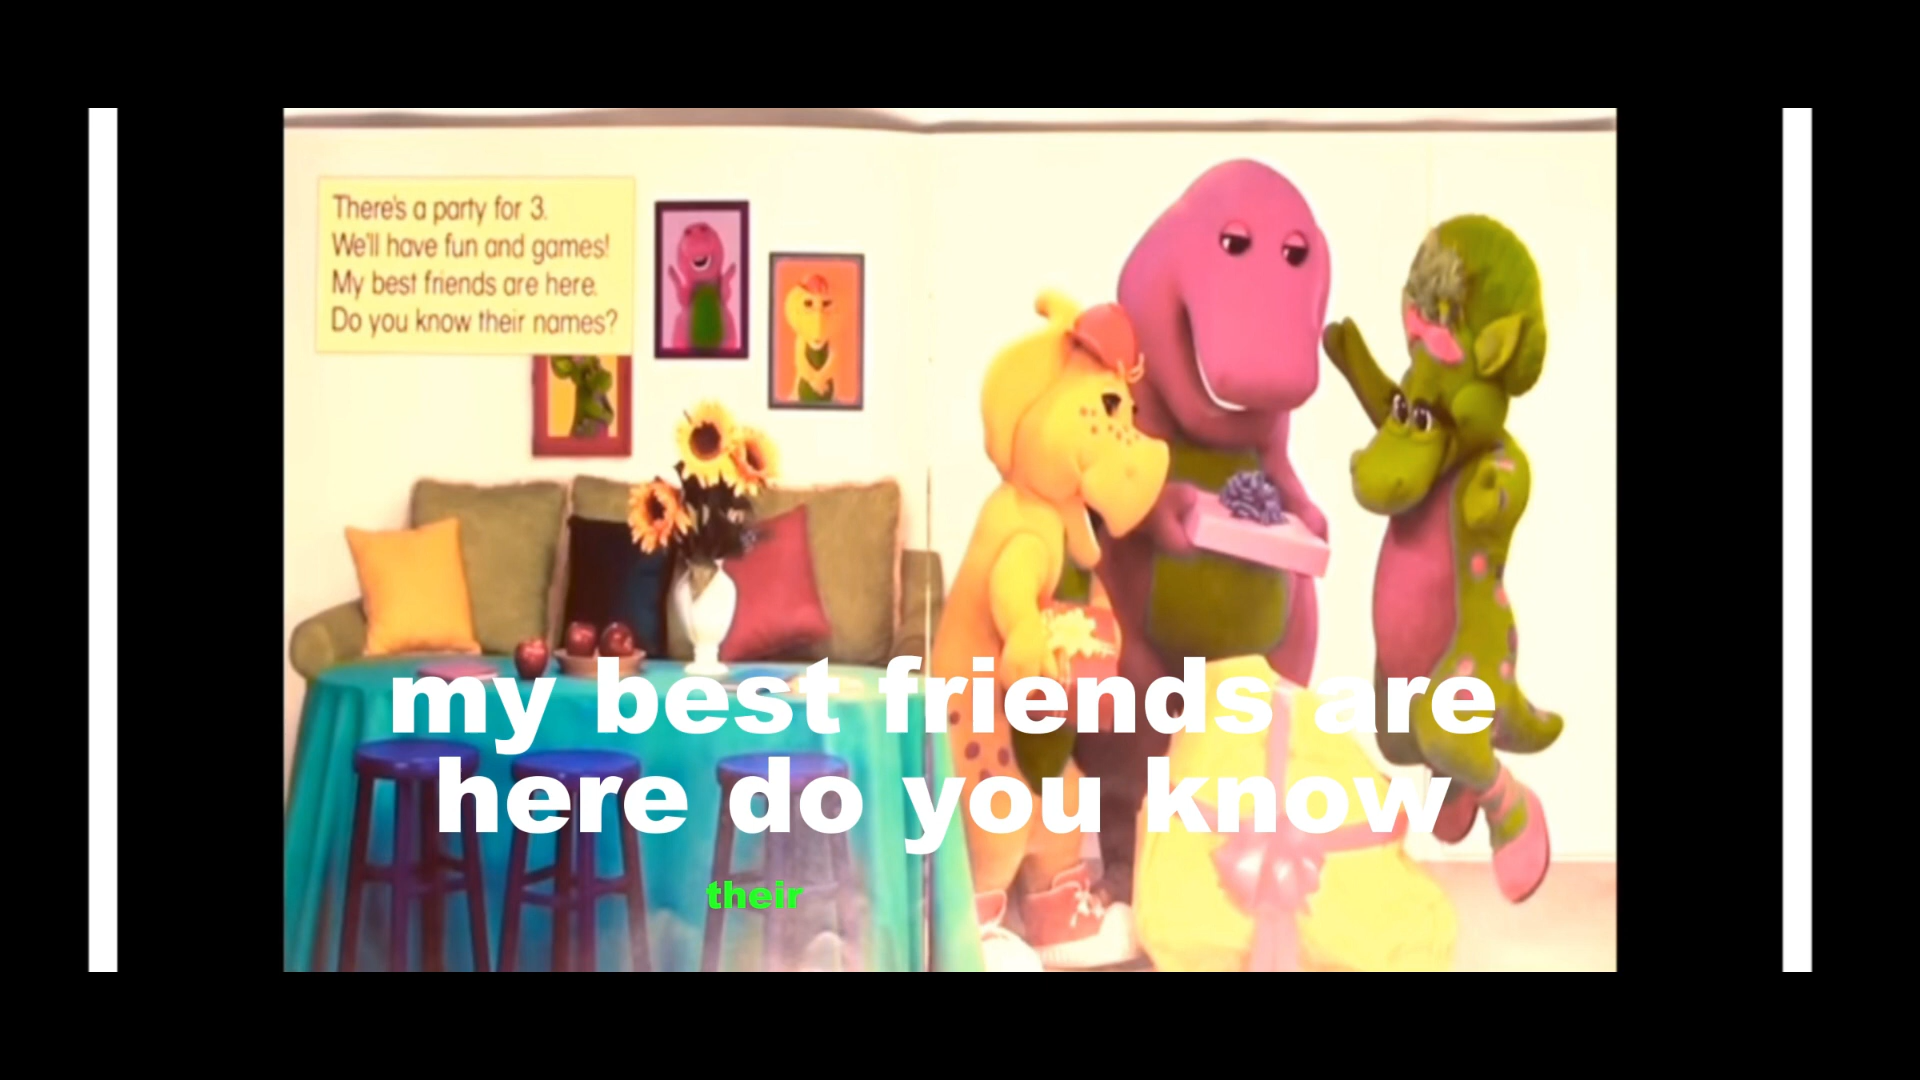 There's a party for 3.
We'll have fun and games!
My best friends are here.
Do you know their names?
my best friends are
here do you know
their